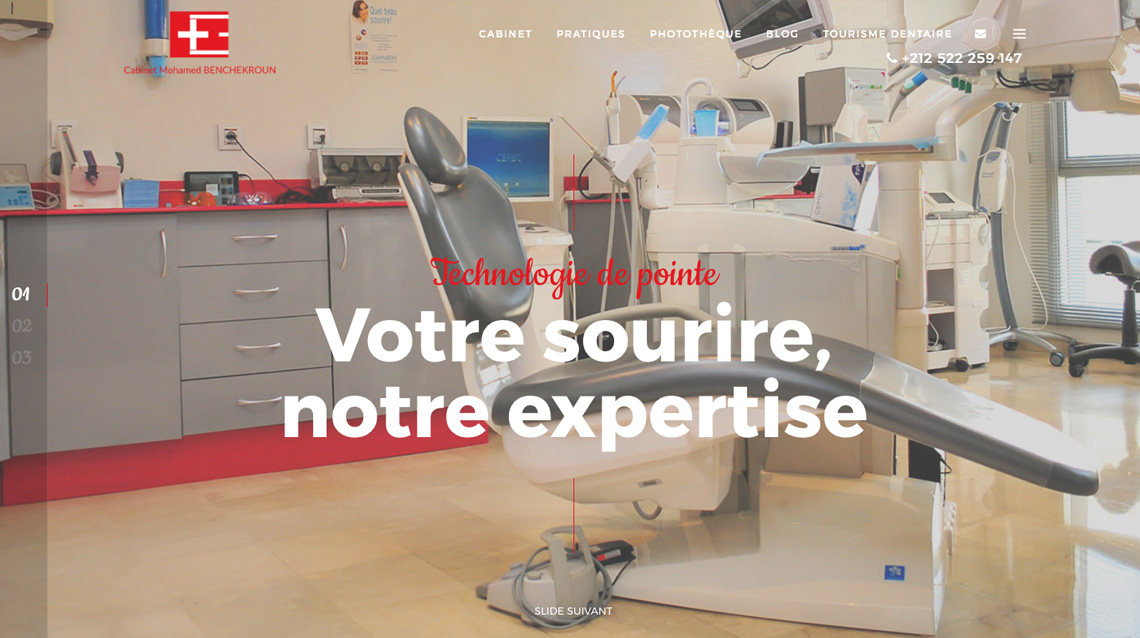 Quel beau
sourire!
CABINET
PRATIQUES
PHOTOTHÈQUE
BLOG
TOURISME DENTAIRE
Cabinet Mohamed BENCHEKROUN
+212 522 259 147
01
02
03
Technologie de pointe
Votre sourire,
notre expertise
SLIDE SUIVANT